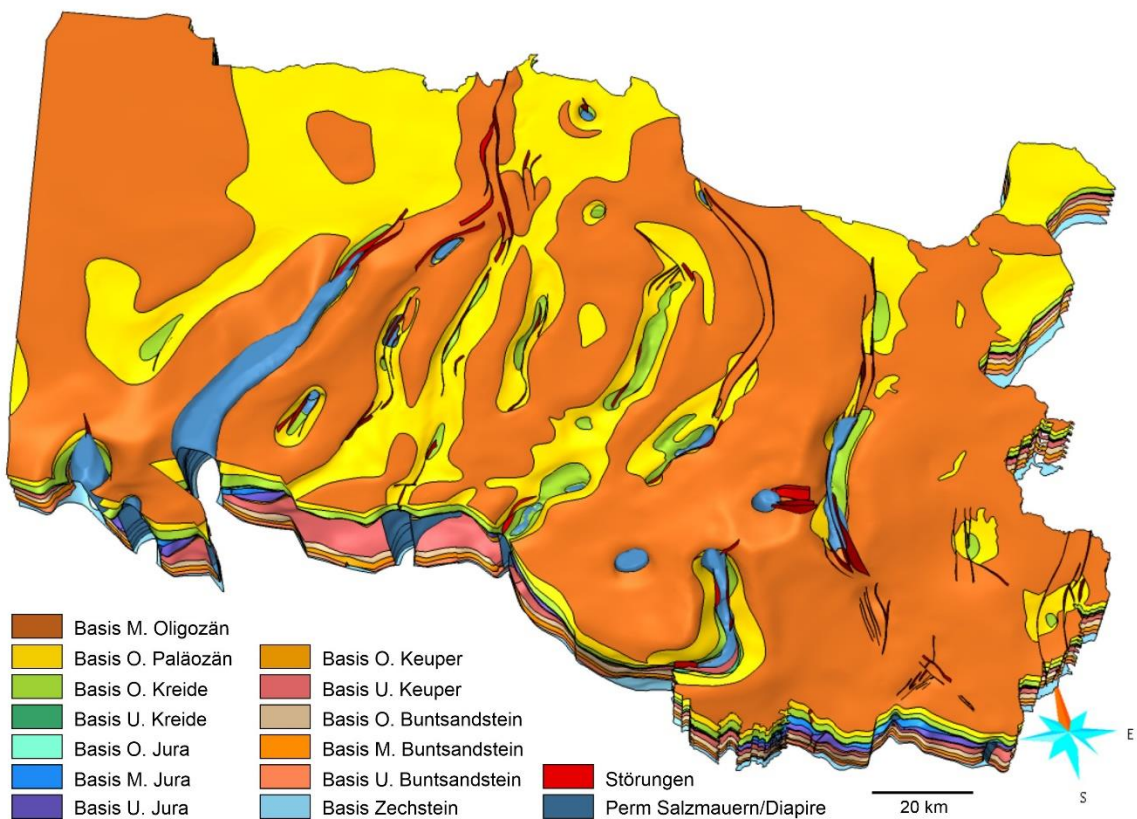 Basis M. Oligozän
Basis O. Paläozän
Basis O. Kreide
Basis U. Kreide
Basis O. Jura
Basis M. Jura
Basis U. Jura
Basis O. Keuper
Basis U. Keuper
Basis O. Buntsandstein
Basis M. Buntsandstein
Basis U. Buntsandstein
Basis Zechstein
Störungen
Perm Salzmauern/Diapire
E
S
20 km